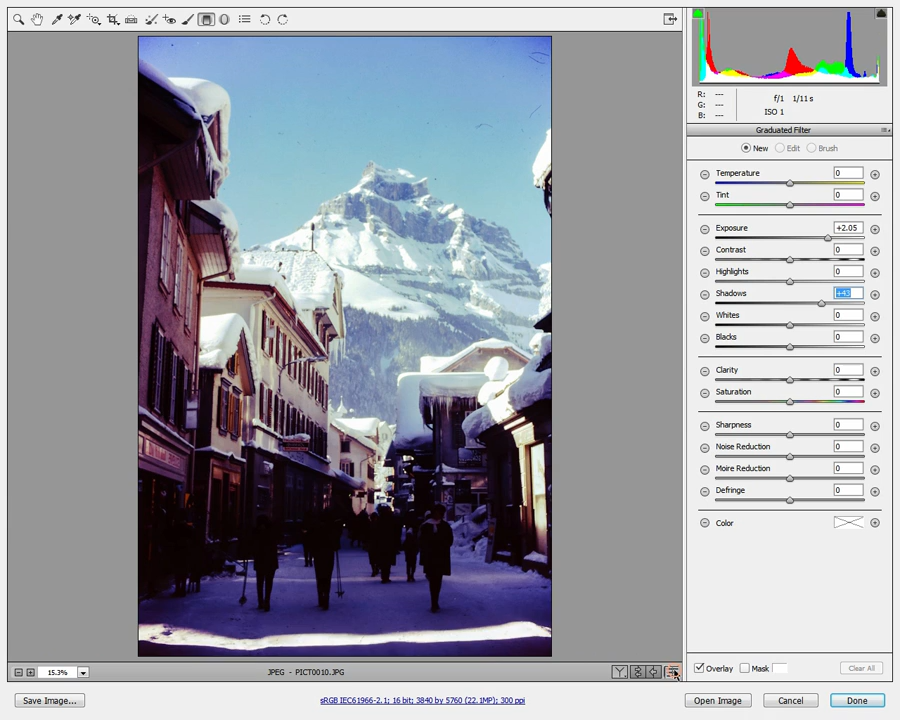 R: ---
G: ---
B: ---
f/1 1/11 s
ISO 1
Graduated Filter
New Edit Brush
Temperature 0
Tint 0
Exposure +2.05
Contrast 0
Highlights 0
Shadows +43
Whites 0
Blacks 0
Clarity 0
Saturation 0
Sharpness 0
Noise Reduction 0
Moire Reduction 0
Defringe 0
Color
15.3%
JPEG - PICT0010.JPG
Overlay Mask Clear All
Save Image... sRGB IEC61966-2.1; 16 bit; 3840 by 5760 (22.1MP); 300 ppi Open Image Cancel Done